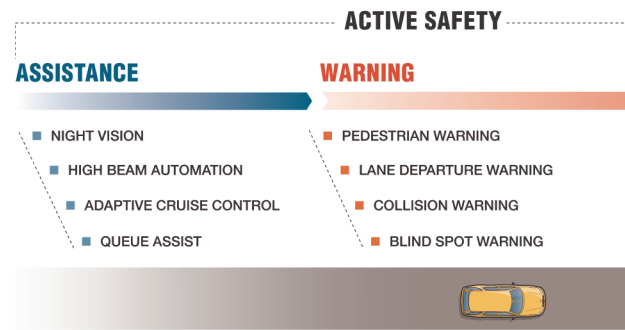 ACTIVE SAFETY
ASSISTANCE
NIGHT VISION
HIGH BEAM AUTOMATION
ADAPTIVE CRUISE CONTROL
QUEUE ASSIST
WARNING
PEDESTRIAN WARNING
LANE DEPARTURE WARNING
COLLISION WARNING
BLIND SPOT WARNING